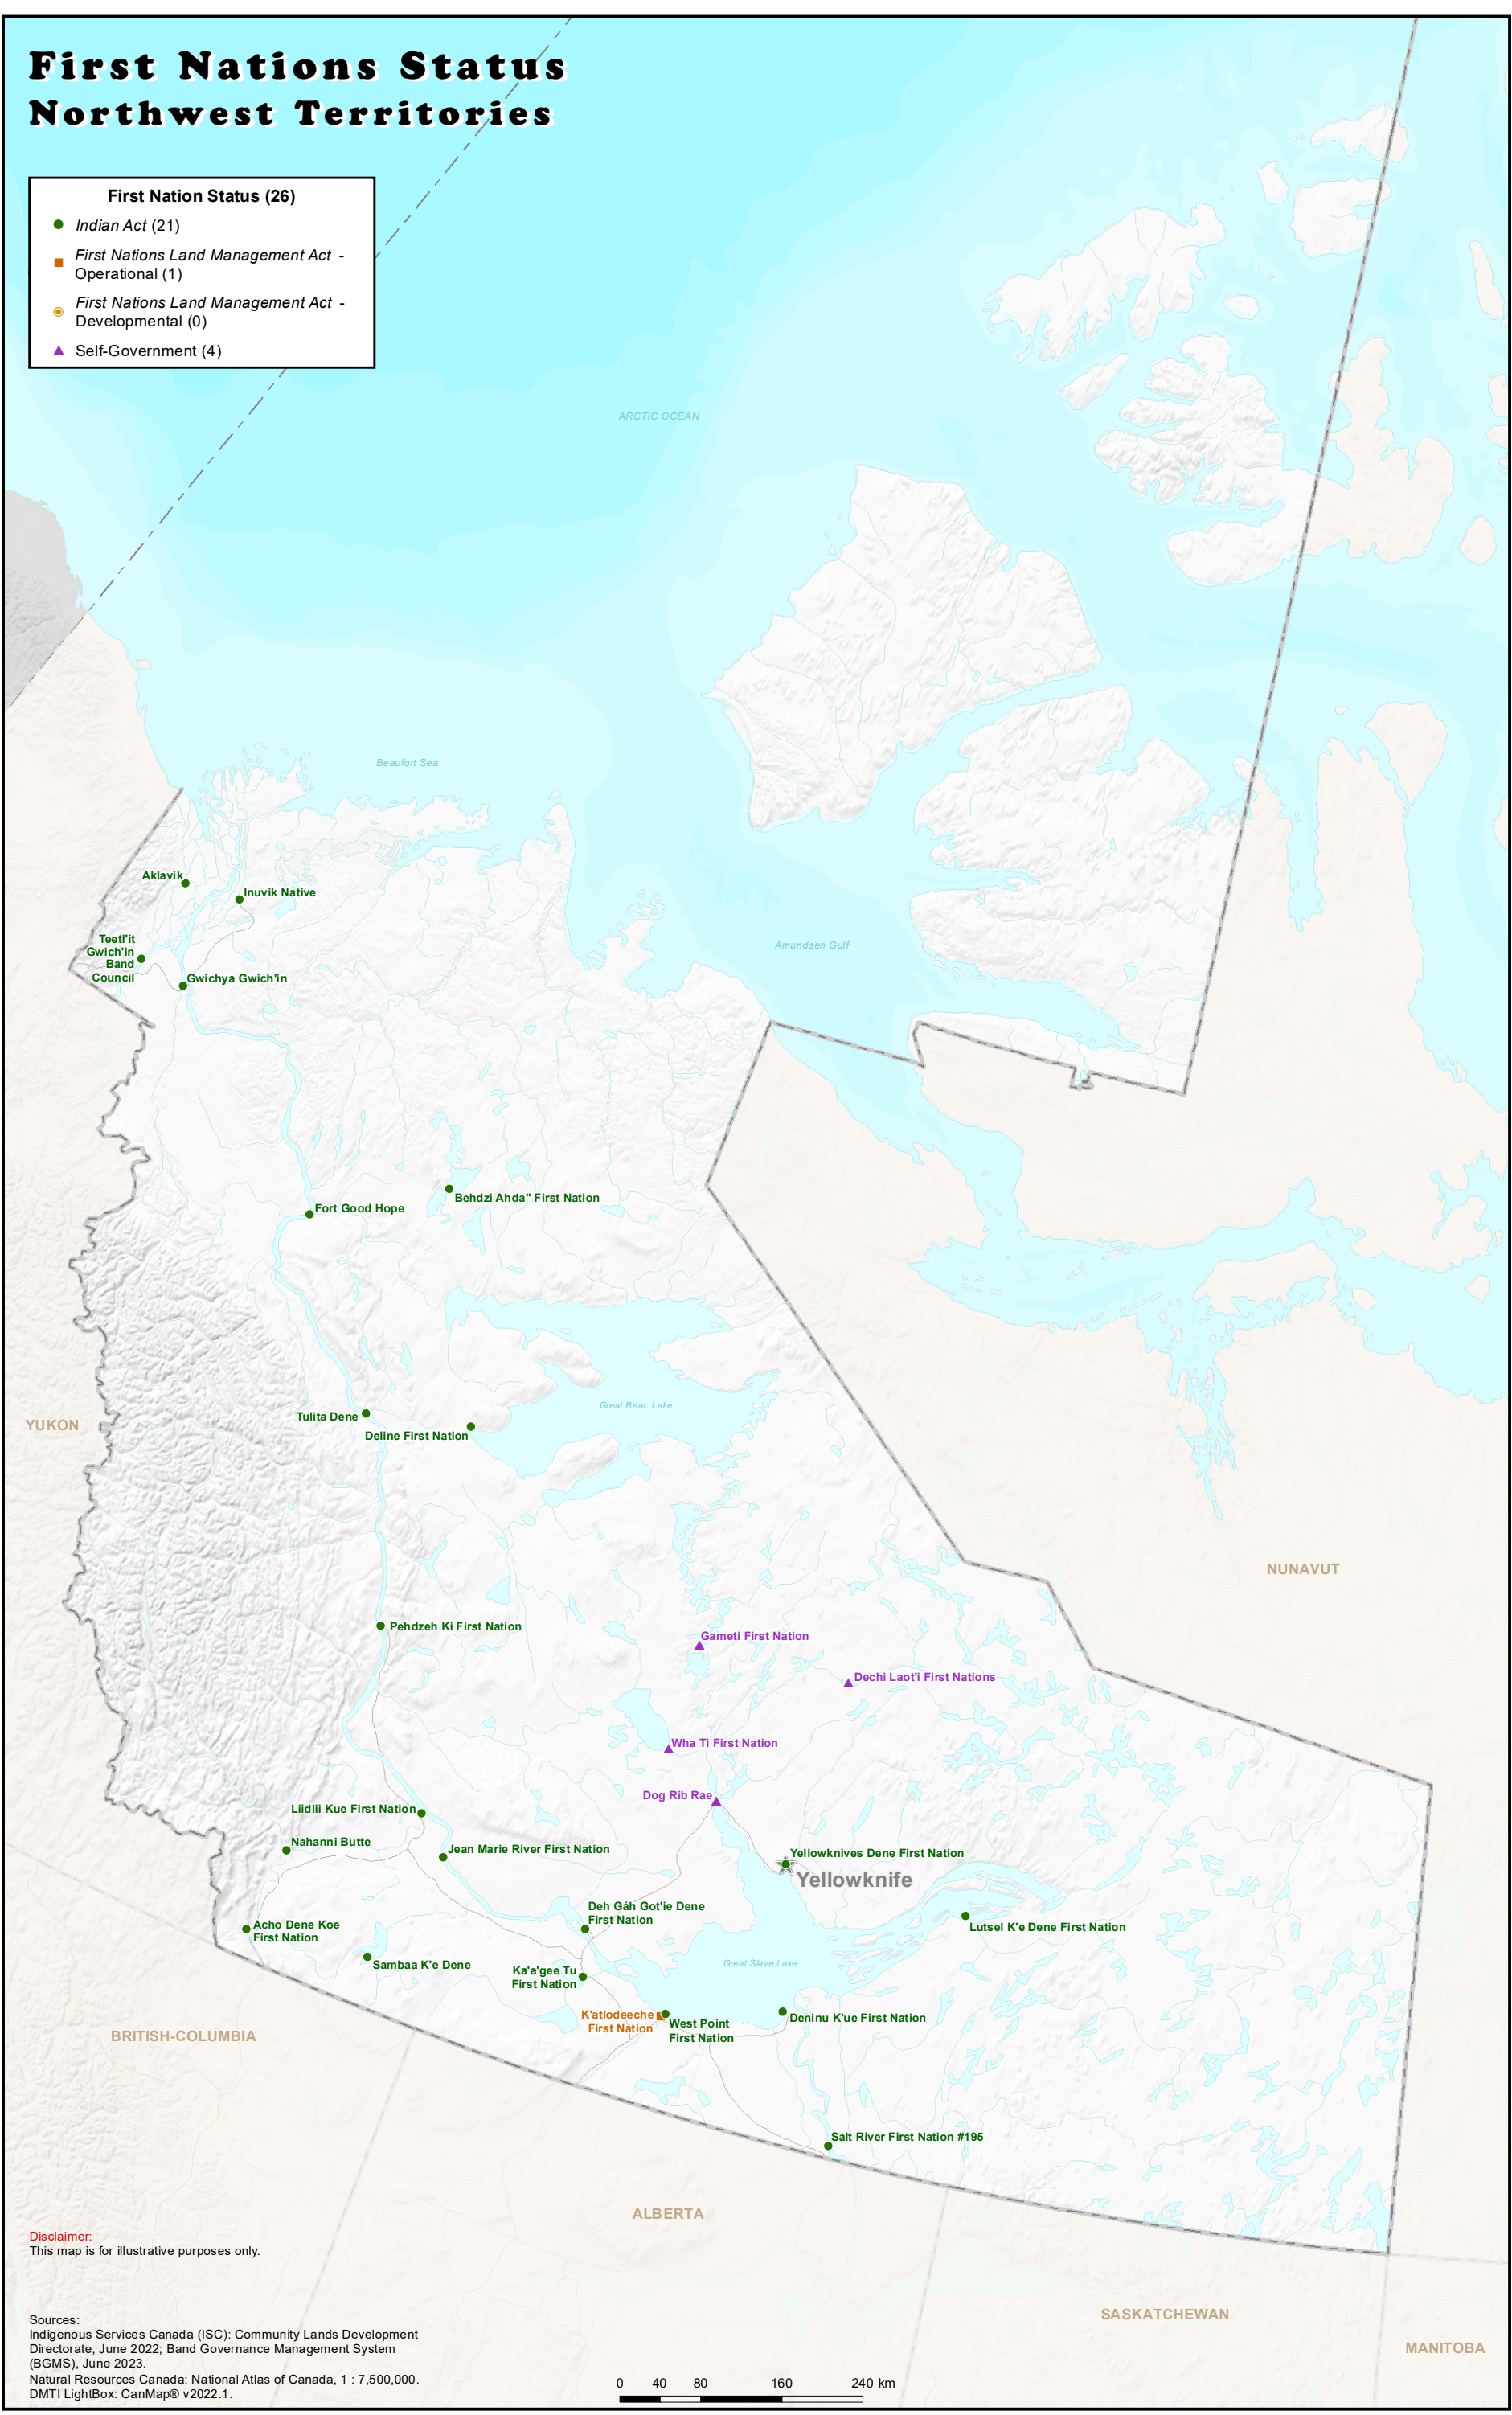 First Nations Status
Northwest Territories
First Nation Status (26)
Indian Act (21)
First Nations Land Management Act -
Operational (1)
First Nations Land Management Act -
Developmental (0)
Self-Government (4)
ARCTIC OCEAN
Beaufort Sea
Aklavik
Inuvik Native
Teetl'it
Gwich'in
Band
Council
Gwichya Gwich'in
Amundsen Gulf
Behdzi Ahda" First Nation
Fort Good Hope
Great Bear Lake
Tulita Dene
YUKON
Deline First Nation
NUNAVUT
Pehdzeh Ki First Nation
Gameti First Nation
Dechi Laot'i First Nations
Wha Ti First Nation
Dog Rib Rae
Liidlii Kue First Nation
Nahanni Butte
Jean Marie River First Nation
Yellowknives Dene First Nation
Yellowknife
Deh Gáh Got'ie Dene
First Nation
Acho Dene Koe
First Nation
Lutsel K'e Dene First Nation
Sambaa K'e Dene
Great Slave Lake
Ka'a'gee Tu
First Nation
K'atlodeeche
First Nation
West Point
First Nation
Deninu K'ue First Nation
BRITISH-COLUMBIA
Salt River First Nation #195
ALBERTA
Disclaimer:
This map is for illustrative purposes only.
SASKATCHEWAN
MANITOBA
Sources:
Indigenous Services Canada (ISC): Community Lands Development
Directorate, June 2022; Band Governance Management System
(BGMS), June 2023.
Natural Resources Canada: National Atlas of Canada, 1 : 7,500,000.
DMTI LightBox: CanMap® v2022.1.
0 40 80 160 240 km